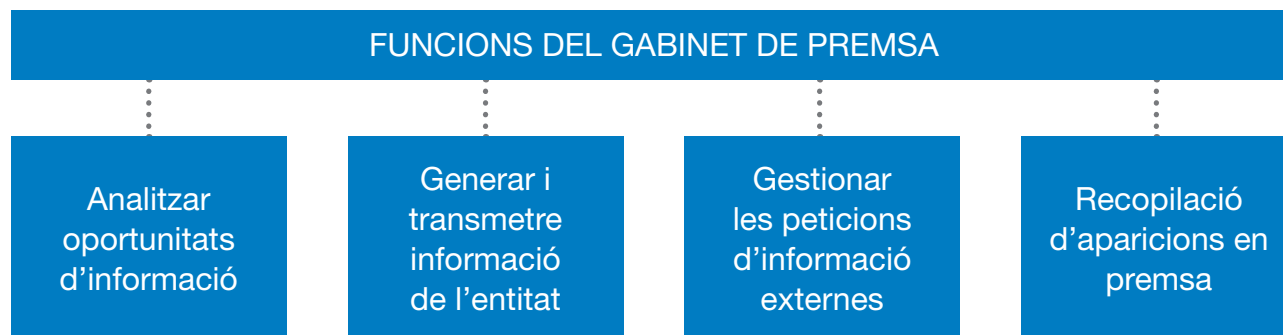 FUNCIONS DEL GABINET DE PREMSA
Analitzar
oportunitats
d’informació
Generar i
transmetre
informació
de l’entitat
Gestionar
les peticions
d’informació
externes
Recopilació
d’aparicions en
premsa